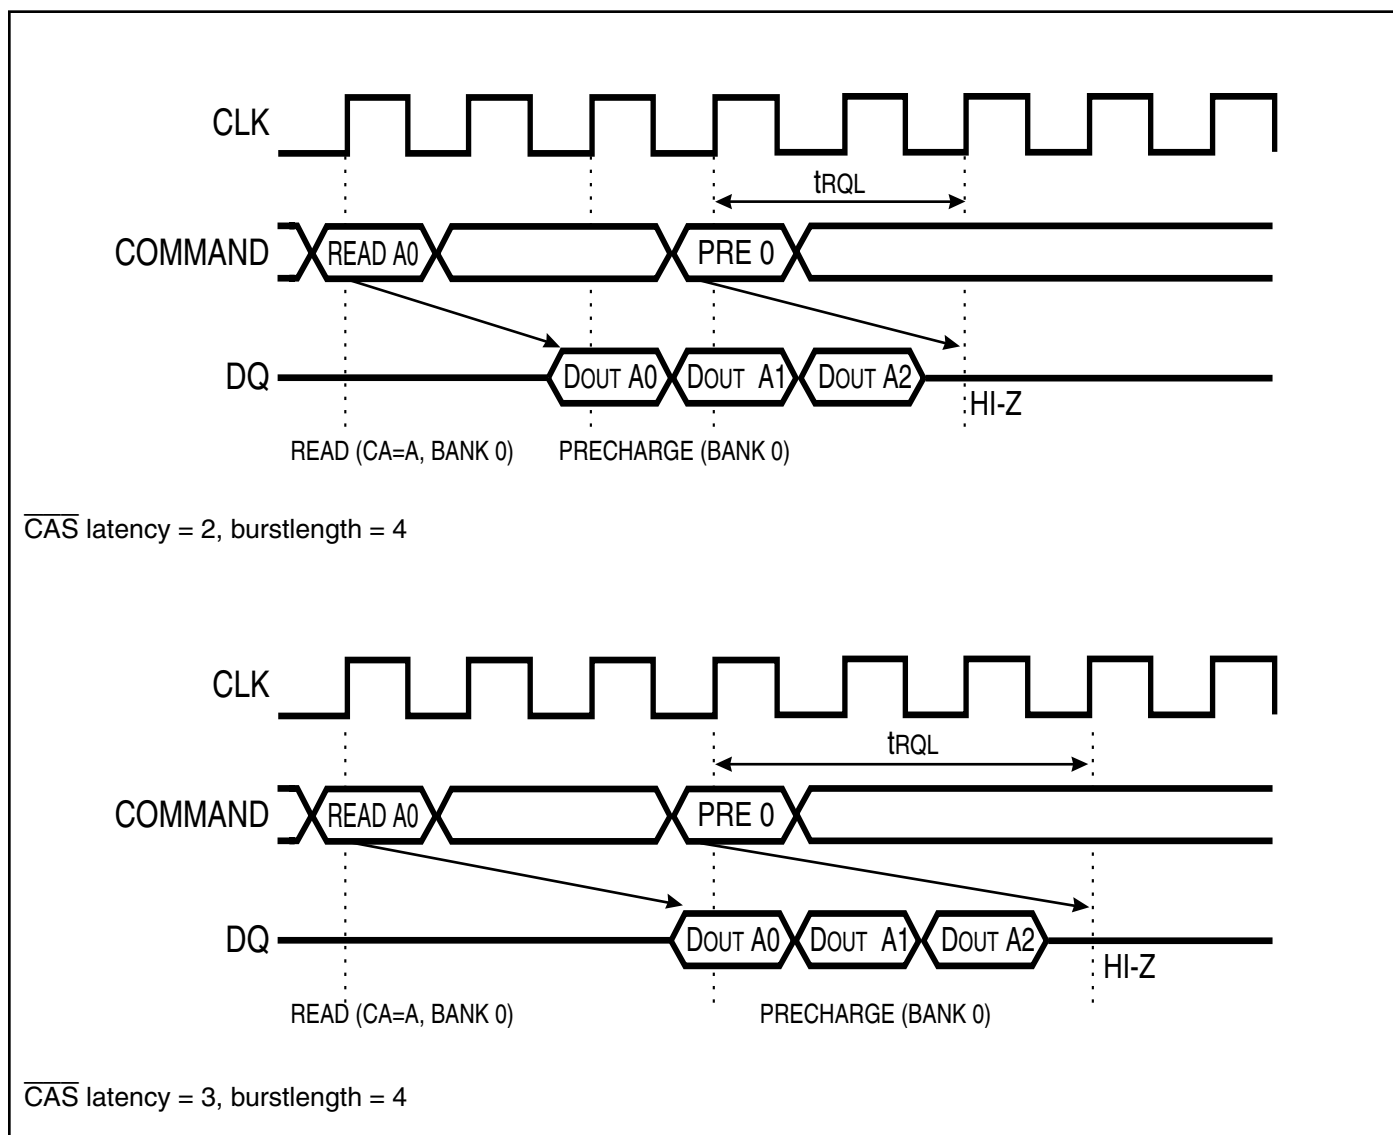 CLK
tRQL
COMMAND READ A0 PRE 0
DQ DOUT A0 DOUT A1 DOUT A2 HI-Z
READ (CA=A, BANK 0) PRECHARGE (BANK 0)
CAS latency = 2, burstlength = 4
CLK
tRQL
COMMAND READ A0 PRE 0
DQ DOUT A0 DOUT A1 DOUT A2 HI-Z
READ (CA=A, BANK 0) PRECHARGE (BANK 0)
CAS latency = 3, burstlength = 4